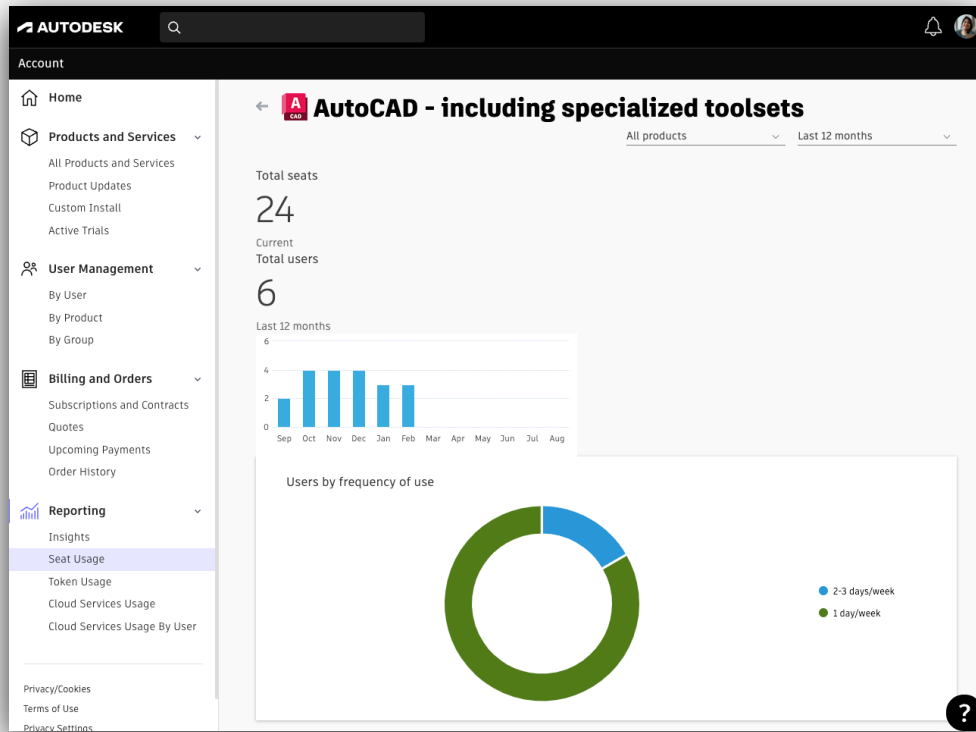 AUTODESK
Account
Home
Products and Services
All Products and Services
Product Updates
Custom Install
Active Trials
User Management
By User
By Product
By Group
Billing and Orders
Subscriptions and Contracts
Quotes
Upcoming Payments
Order History
Reporting
Insights
Seat Usage
Token Usage
Cloud Services Usage
Cloud Services Usage By User
Privacy/Cookies
Terms of Use
Privacy Settings
A
CAD
AutoCAD - including specialized toolsets
All products
Last 12 months
Total seats
24
Current
Total users
6
Last 12 months
6
4
2
0
Sep Oct Nov Dec Jan Feb Mar Apr May Jun Jul Aug
Users by frequency of use
2-3 days/week
1 day/week
?